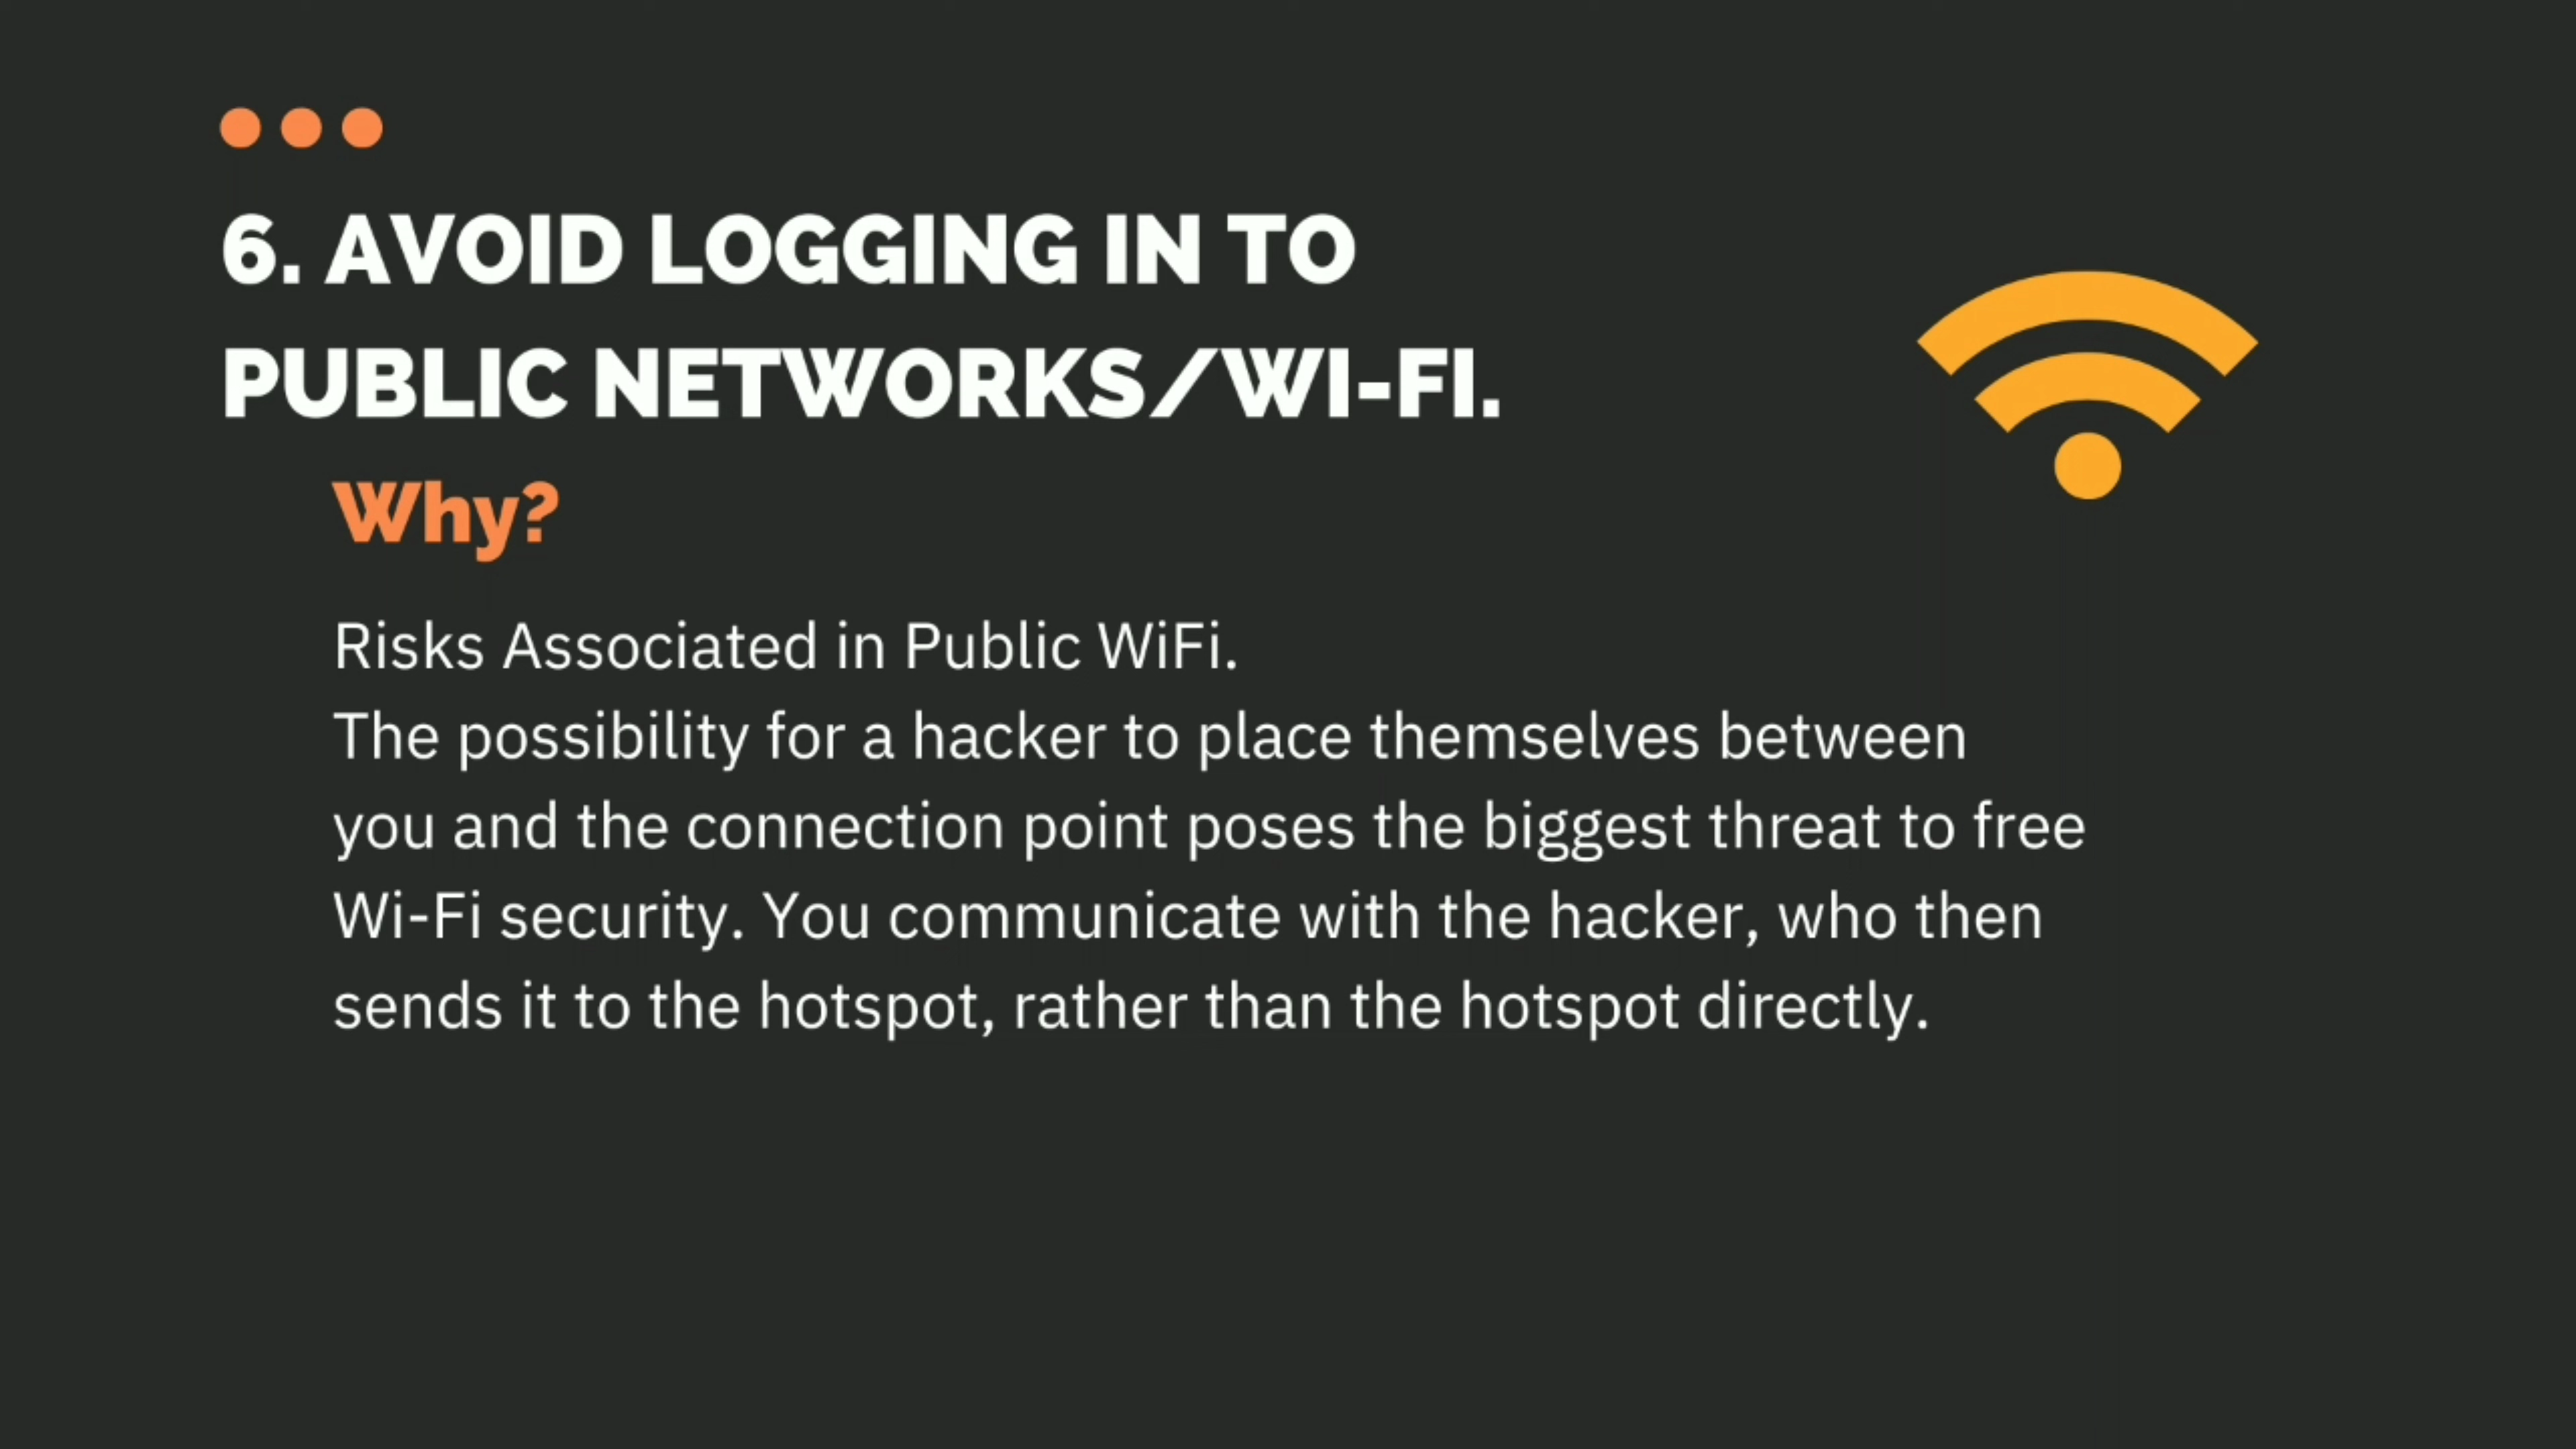 6. AVOID LOGGING IN TO
PUBLIC NETWORKS/WI-FI.
Why?
Risks Associated in Public WiFi.
The possibility for a hacker to place themselves between
you and the connection point poses the biggest threat to free
Wi-Fi security. You communicate with the hacker, who then
sends it to the hotspot, rather than the hotspot directly.